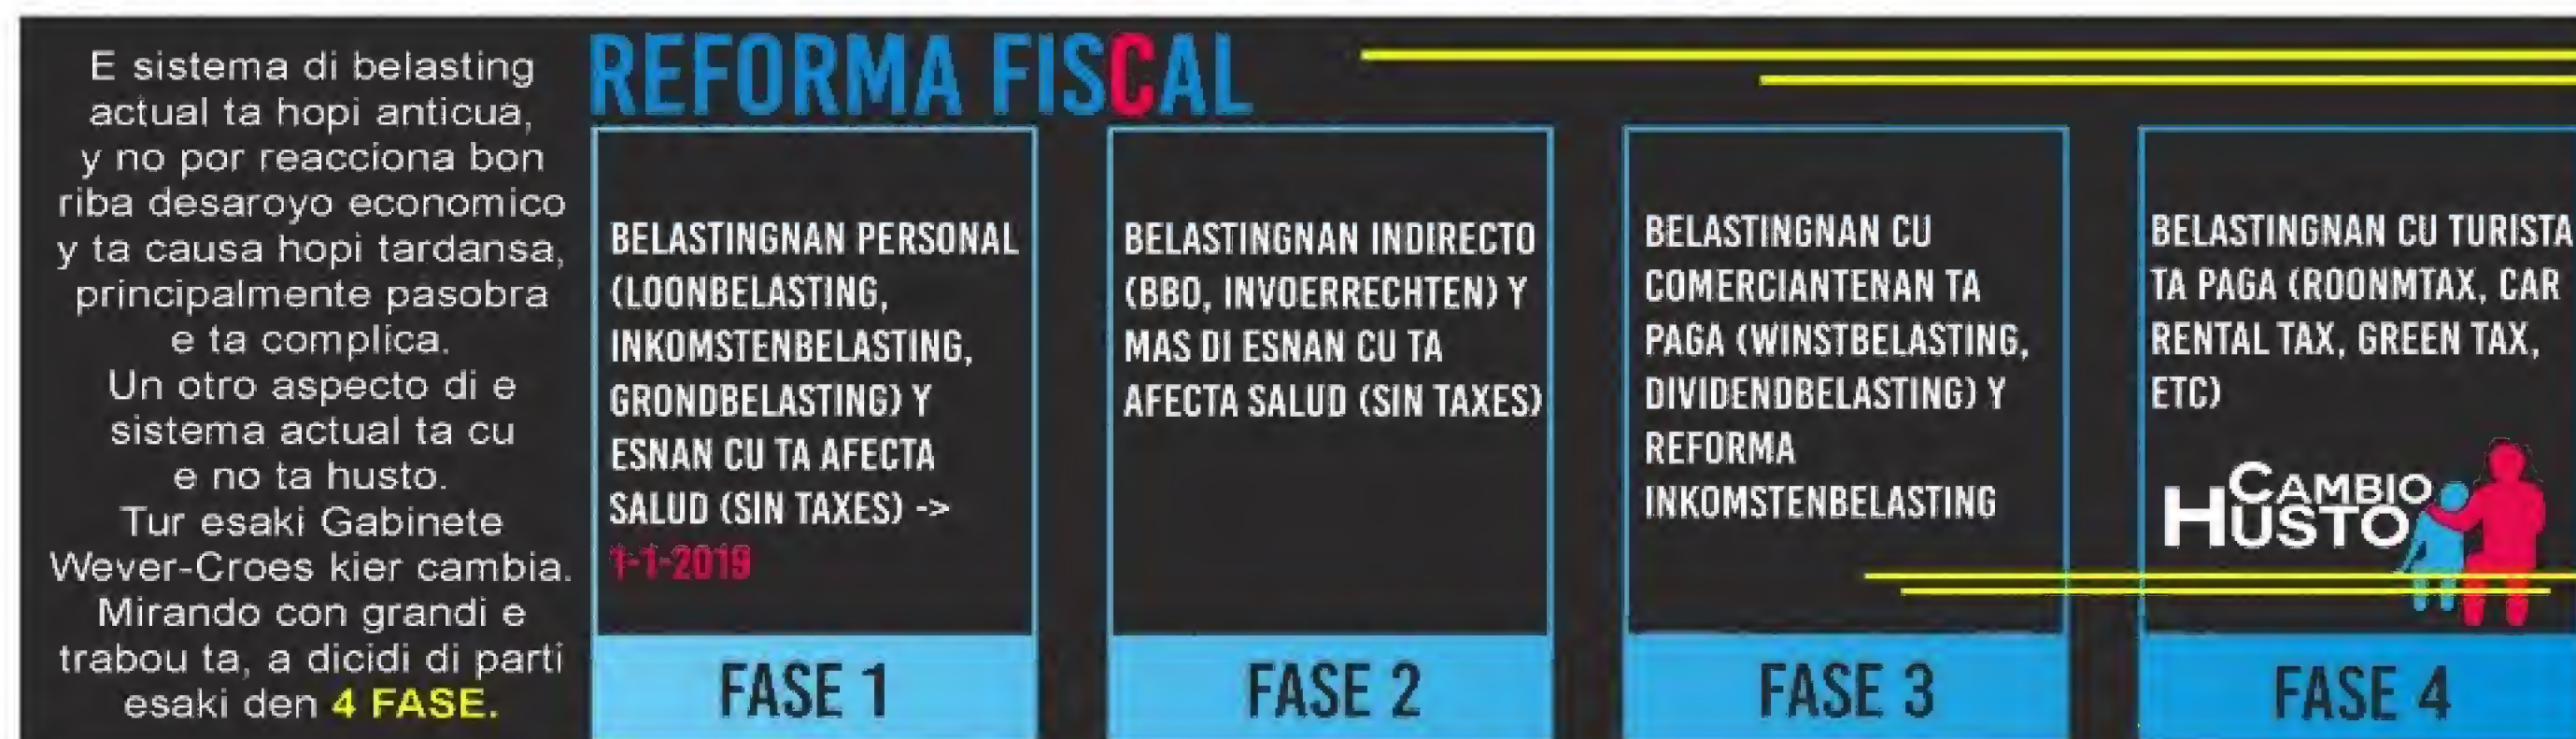 E sistema di belasting
actual ta hopi anticua,
y no por reacciona bon
riba desaroyo economico
y ta causa hopi tardansa,
principalmente pasobra
e ta complica.
Un otro aspecto di e
sistema actual ta cu
e no ta husto.
Tur esaki Gabinete
Wever-Croes kier cambia.
Mirando con grandi e
trabou ta, a dicidi di parti
esaki den 4 FASE.
REFORMA FISCAL
BELASTINGNAN PERSONAL
(LOONBELASTING,
INKOMSTENBELASTING,
GRONDBELASTING) Y
ESNAN CU TA AFECTA
SALUD (SIN TAXES) ->
1-1-2019
FASE 1
BELASTINGNAN INDIRECTO
(BBO, INVOERRECHTEN) Y
MAS DI ESNAN CU TA
AFECTA SALUD (SIN TAXES)
FASE 2
BELASTINGNAN CU
COMERCIANTENAN TA
PAGA (WINSTBELASTING,
DIVIDENDBELASTING) Y
REFORMA
INKOMSTENBELASTING
FASE 3
BELASTINGNAN CU TURISTA
TA PAGA (ROONMTAX, CAR
RENTAL TAX, GREEN TAX,
ETC)
CAMBIO
HUSTO
FASE 4